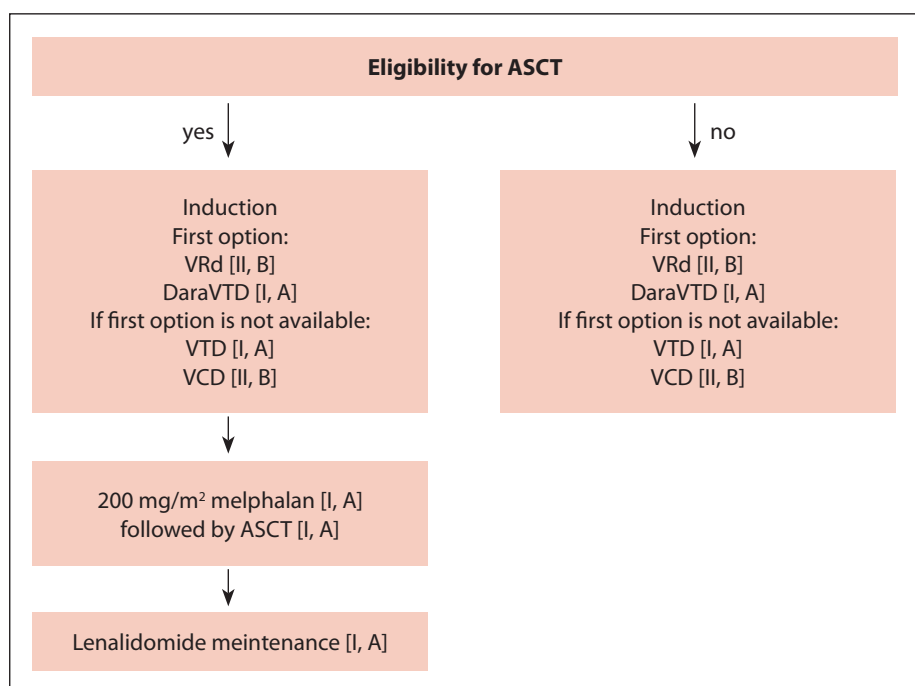 Eligibility for ASCT
yes
no
Induction
First option:
VRd [II, B]
DaraVTD [I, A]
If first option is not available:
VTD [I, A]
VCD [II, B]
Induction
First option:
VRd [II, B]
DaraVTD [I, A]
If first option is not available:
VTD [I, A]
VCD [II, B]
200 mg/m² melphalan [I, A]
followed by ASCT [I, A]
Lenalidomide meintenance [I, A]